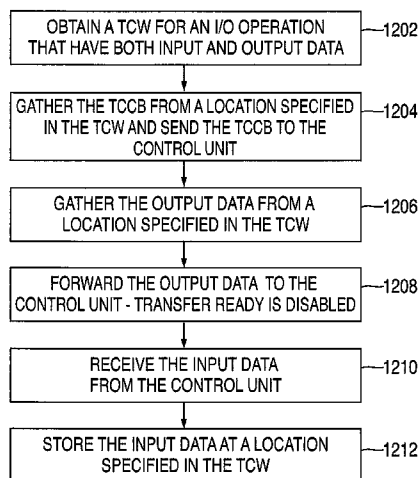 OBTAIN A TCW FOR AN I/O OPERATION
THAT HAVE BOTH INPUT AND OUTPUT DATA
1202
GATHER THE TCCB FROM A LOCATION SPECIFIED
IN THE TCW AND SEND THE TCCB TO THE
CONTROL UNIT
1204
GATHER THE OUTPUT DATA FROM A
LOCATION SPECIFIED IN THE TCW
1206
FORWARD THE OUTPUT DATA TO THE
CONTROL UNIT - TRANSFER READY IS DISABLED
1208
RECEIVE THE INPUT DATA
FROM THE CONTROL UNIT
1210
STORE THE INPUT DATA AT A LOCATION
SPECIFIED IN THE TCW
1212